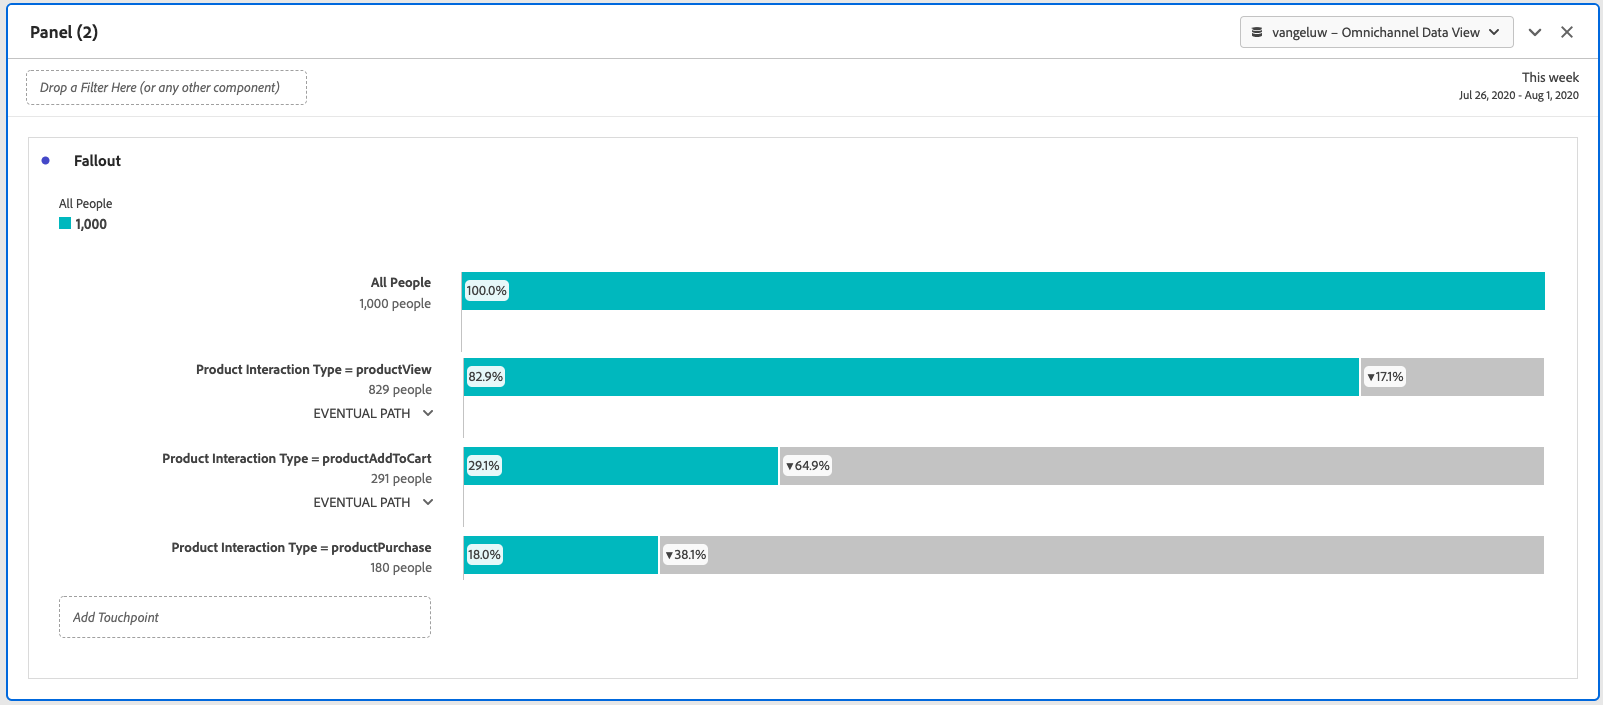 Panel (2)
vangeluw – Omnichannel Data View
Drop a Filter Here (or any other component)
This week
Jul 26, 2020 - Aug 1, 2020
Fallout
All People
1,000
All People
1,000 people
100.0%
Product Interaction Type = productView
829 people
EVENTUAL PATH
82.9%
▼17.1%
Product Interaction Type = productAddToCart
291 people
EVENTUAL PATH
29.1%
▼64.9%
Product Interaction Type = productPurchase
180 people
18.0%
▼38.1%
Add Touchpoint